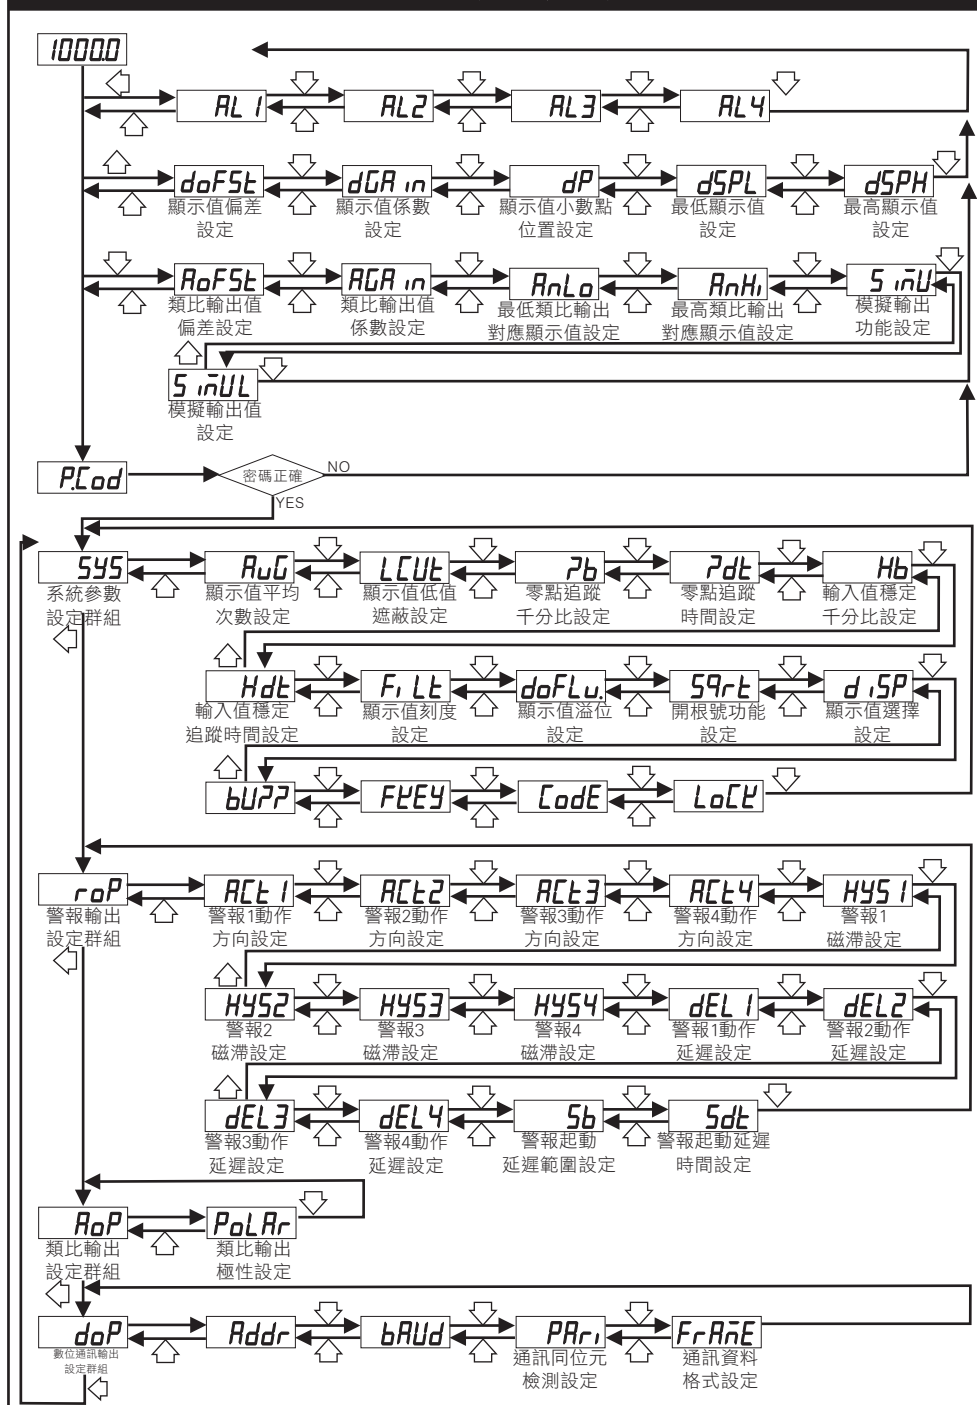 1000.0
AL1 AL2 AL3 AL4
doFSt dGAin dP dSPL dSPH
顯示值偏差 顯示值係數 顯示值小數點 最低顯示值 最高顯示值
設定 設定 位置設定 設定 設定
AoFSt AGAin AnLo AnHi SimU
類比輸出值 類比輸出值 最低類比輸出 最高類比輸出 模擬輸出
偏差設定 係數設定 對應顯示值設定 對應顯示值設定 功能設定
SimUL
模擬輸出值
設定
P.Cod 密碼正確 NO
YES
SYS AvG LCUt Zb Zdt Hb
系統參數 顯示值平均 顯示值低值 零點追蹤 零點追蹤 輸入值穩定
設定群組 次數設定 遮蔽設定 千分比設定 時間設定 千分比設定
Hdt FiLt doFLv. Sqrt diSP
輸入值穩定 顯示值刻度 顯示值溢位 開根號功能 顯示值選擇
追蹤時間設定 設定 設定 設定 設定
bUZZ FKEY CodE LoCK
roP ACt1 ACt2 ACt3 ACt4 HYS1
警報輸出 警報1動作 警報2動作 警報3動作 警報4動作 警報1
設定群組 方向設定 方向設定 方向設定 方向設定 磁滯設定
HYS2 HYS3 HYS4 dEL1 dEL2
警報2 警報3 警報4 警報1動作 警報2動作
磁滯設定 磁滯設定 磁滯設定 延遲設定 延遲設定
dEL3 dEL4 Sb Sdt
警報3動作 警報4動作 警報起動 警報起動延遲
延遲設定 延遲設定 延遲範圍設定 時間設定
AoP PoLAr
類比輸出 類比輸出
設定群組 極性設定
doP Addr bAUd PAri FrAmE
數位通訊輸出 通訊同位元 通訊資料
設定群組 檢測設定 格式設定